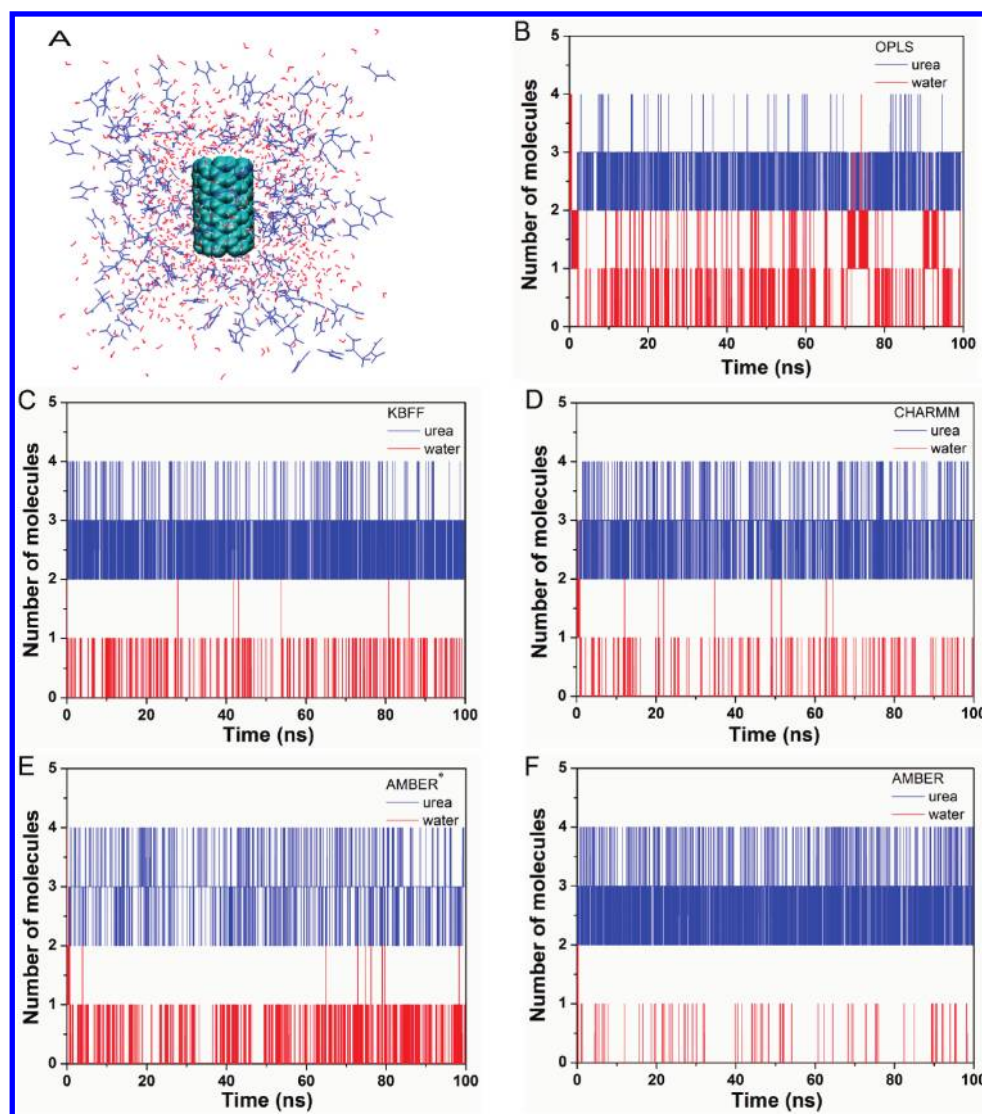 A
B
OPLS
urea
water
Number of molecules
5
4
3
2
1
0
0 20 40 60 80 100
Time (ns)
C
KBFF
urea
water
Number of molecules
5
4
3
2
1
0
0 20 40 60 80 100
Time (ns)
D
CHARMM
urea
water
Number of molecules
5
4
3
2
1
0
0 20 40 60 80 100
Time (ns)
E
AMBER*
urea
water
Number of molecules
5
4
3
2
1
0
0 20 40 60 80 100
Time (ns)
F
AMBER
urea
water
Number of molecules
5
4
3
2
1
0
0 20 40 60 80 100
Time (ns)